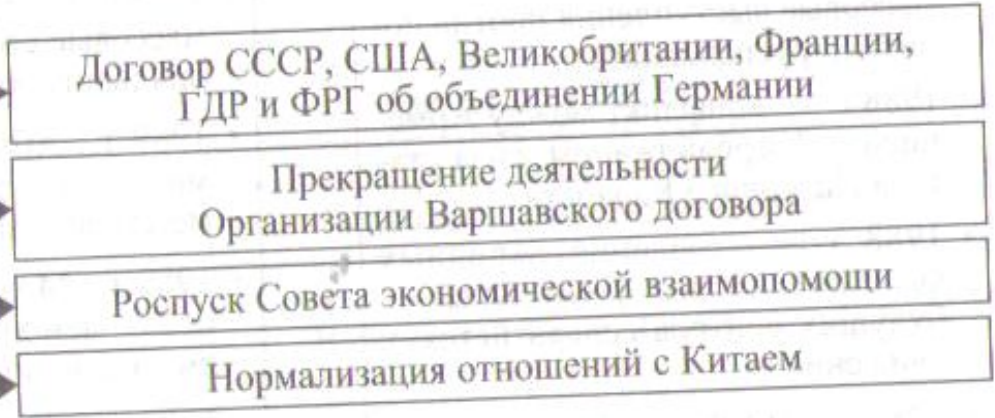 Договор СССР, США, Великобритании, Франции,
ГДР и ФРГ об объединении Германии
Прекращение деятельности
Организации Варшавского договора
Роспуск Совета экономической взаимопомощи
Нормализация отношений с Китаем